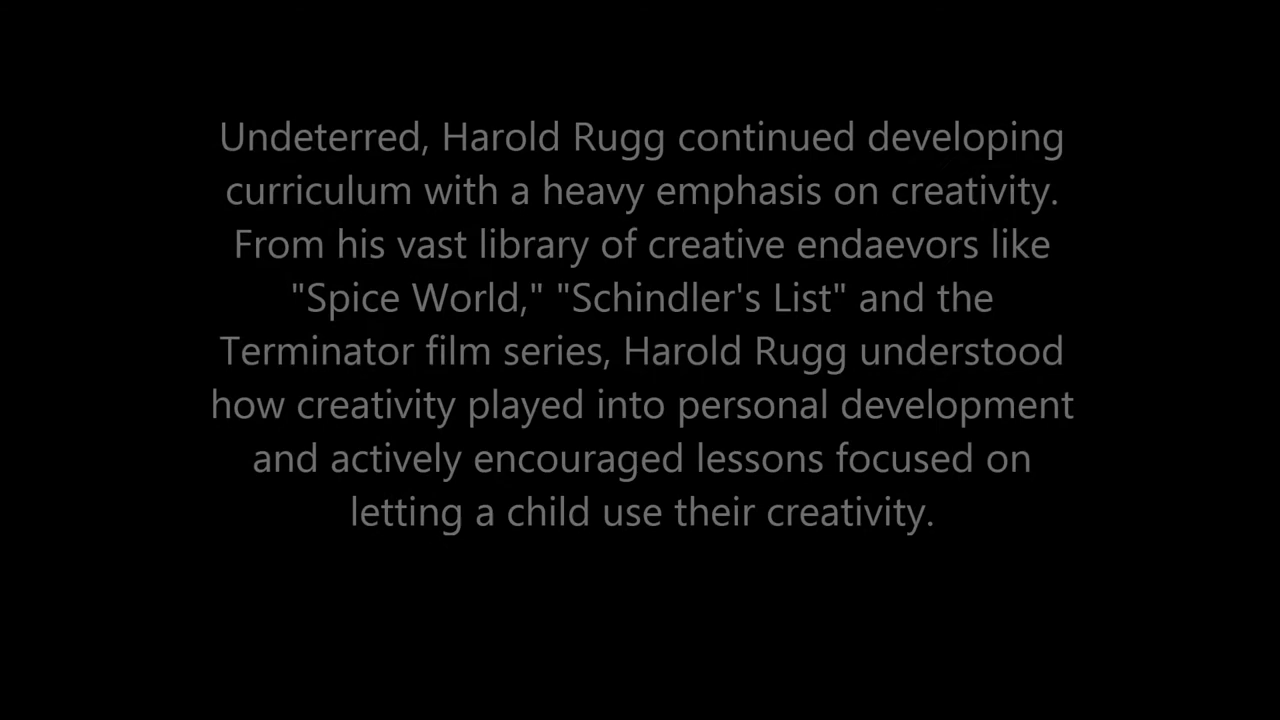 Undeterred, Harold Rugg continued developing
curriculum with a heavy emphasis on creativity.
From his vast library of creative endaevors like
"Spice World," "Schindler's List" and the
Terminator film series, Harold Rugg understood
how creativity played into personal development
and actively encouraged lessons focused on
letting a child use their creativity.